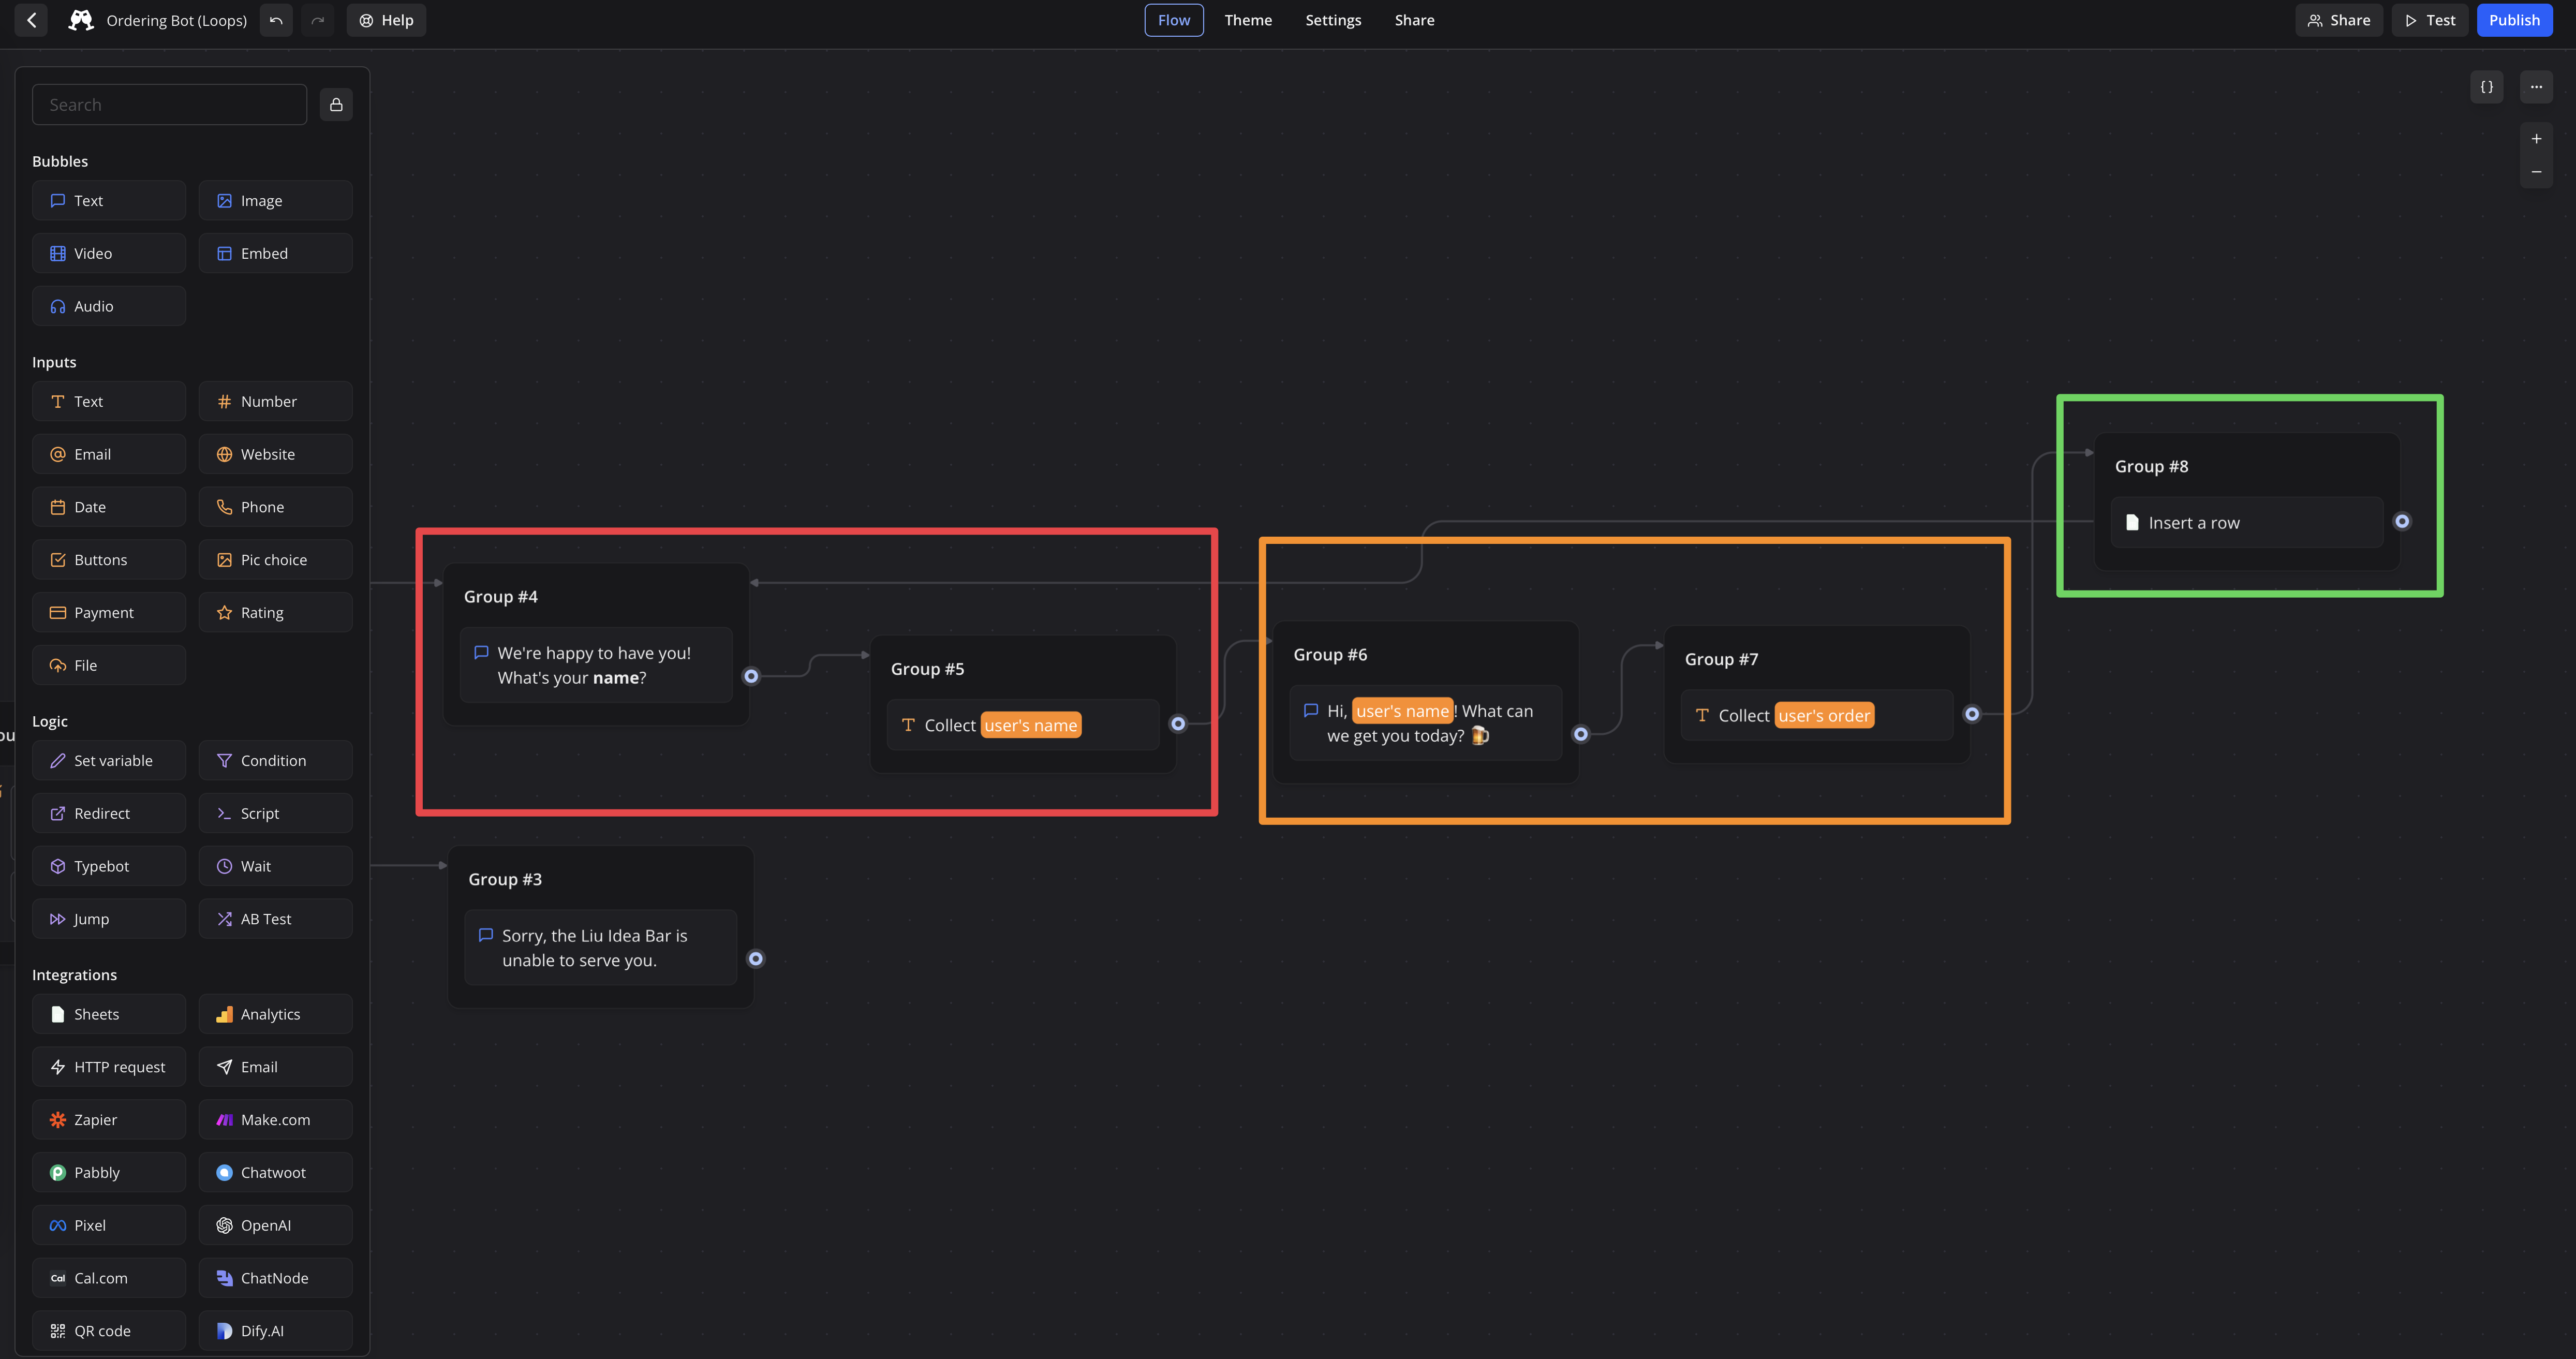 Ordering Bot (Loops)
Help
Flow
Theme
Settings
Share
Share
Test
Publish
Search
Bubbles
Text
Image
Video
Embed
Audio
Inputs
Text
Number
Email
Website
Date
Phone
Buttons
Pic choice
Payment
Rating
File
Logic
Set variable
Condition
Redirect
Script
Typebot
Wait
Jump
AB Test
Integrations
Sheets
Analytics
HTTP request
Email
Zapier
Make.com
Pabbly
Chatwoot
Pixel
OpenAI
Cal
Cal.com
ChatNode
QR code
Dify.AI
Group #4
We're happy to have you!
What's your name?
Group #5
Collect user's name
Group #6
Hi, user's name! What can
we get you today? 🍺
Group #7
Collect user's order
Group #8
Insert a row
Group #3
Sorry, the Liu Idea Bar is
unable to serve you.